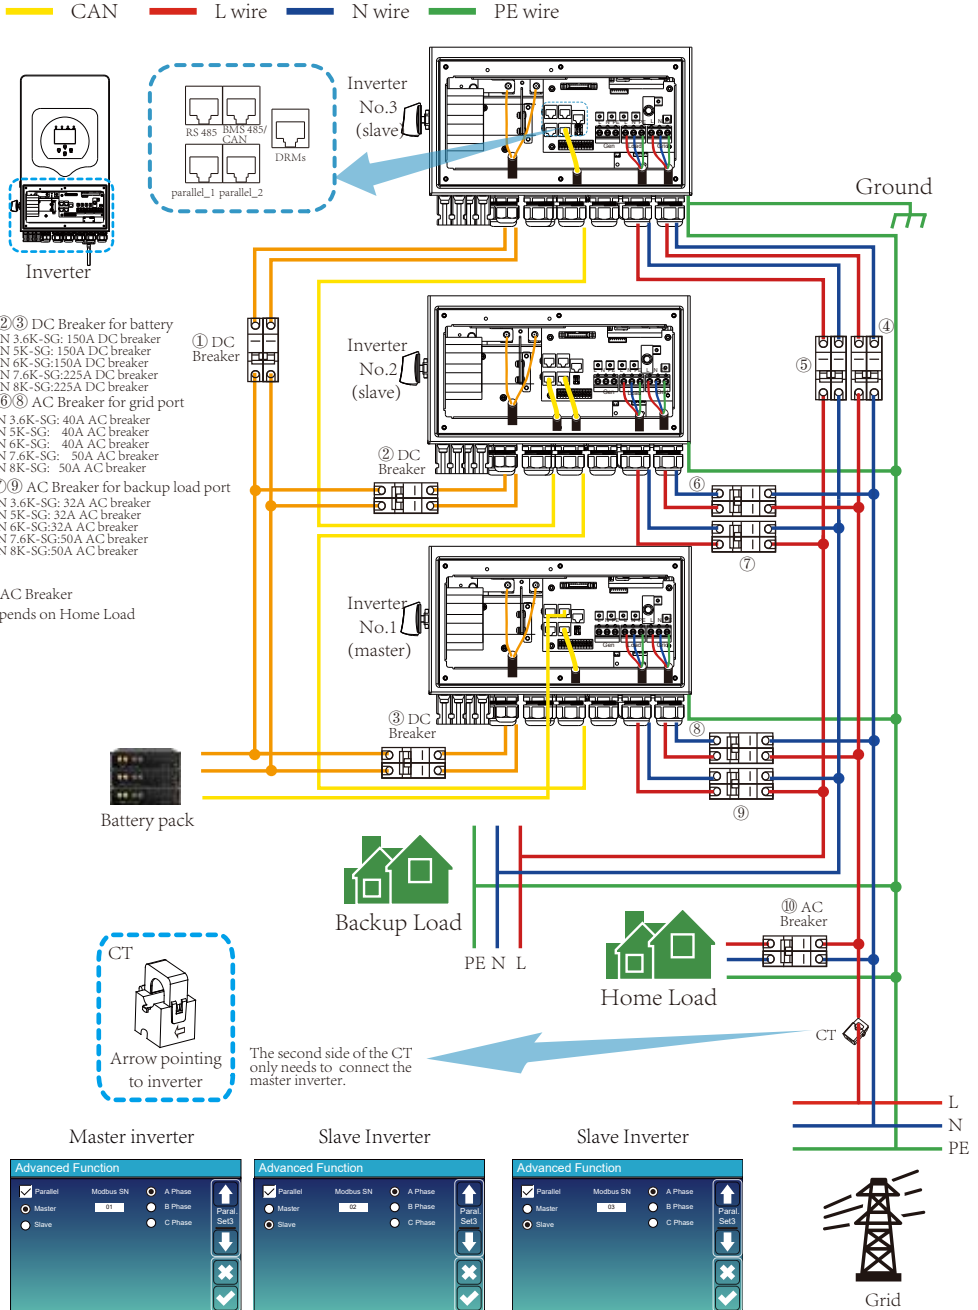 CAN L wire N wire PE wire
Inverter
No.3
(slave)
RS 485 BMS 485/
CAN
DRMs
parallel_1 parallel_2
Ground
Inverter
②③ DC Breaker for battery
N 3.6K-SG: 150A DC breaker
N 5K-SG: 150A DC breaker
N 6K-SG:150A DC breaker
N 7.6K-SG:225A DC breaker
N 8K-SG:225A DC breaker
⑥⑧ AC Breaker for grid port
N 3.6K-SG: 40A AC breaker
N 5K-SG: 40A AC breaker
N 6K-SG: 40A AC breaker
N 7.6K-SG: 50A AC breaker
N 8K-SG: 50A AC breaker
⑨ AC Breaker for backup load port
N 3.6K-SG: 32A AC breaker
N 5K-SG: 32A AC breaker
N 6K-SG:32A AC breaker
N 7.6K-SG:50A AC breaker
N 8K-SG:50A AC breaker
AC Breaker
pends on Home Load
① DC
Breaker
④
⑤
Inverter
No.2
(slave)
② DC
Breaker
⑥
⑦
Inverter
No.1
(master)
Gen Load Grid
③ DC
Breaker
⑧
⑨
Battery pack
Backup Load
PE N L
⑩ AC
Breaker
Home Load
CT
Arrow pointing
to inverter
The second side of the CT
only needs to connect the
master inverter.
CT
L
N
PE
Grid
Master inverter
Advanced Function
Parallel Modbus SN A Phase
Master 01 B Phase
Slave C Phase
Paral.
Set3
Slave Inverter
Advanced Function
Parallel Modbus SN A Phase
Master 02 B Phase
Slave C Phase
Paral.
Set3
Slave Inverter
Advanced Function
Parallel Modbus SN A Phase
Master 03 B Phase
Slave C Phase
Paral.
Set3